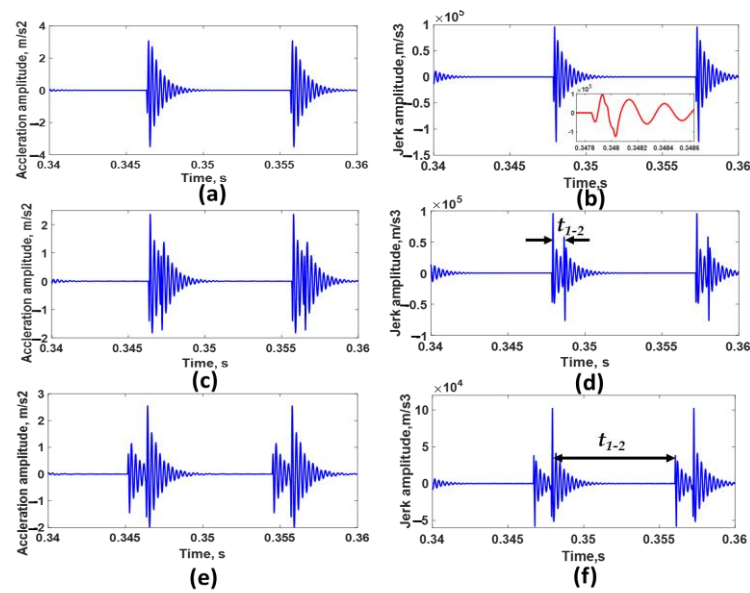 Accleration amplitude, m/s2
4
2
0
−2
−4
0.34 0.345 0.35 0.355 0.36
Time, s
(a)
×10⁵
Jerk amplitude,m/s3
1
0.5
0
-0.5
-1
-1.5
×10⁵
1
0
-1
0.3478 0.348 0.3482 0.3484 0.3486
0.34 0.345 0.35 0.355 0.36
Time,s
(b)
Accleration amplitude, m/s2
2
1
0
−1
−2
0.34 0.345 0.35 0.355 0.36
Time, s
(c)
×10⁵
Jerk amplitude,m/s3
1
0.5
0
-0.5
1
t1-2
0.34 0.345 0.35 0.355 0.36
Time,s
(d)
Accleration amplitude, m/s2
3
2
1
0
−1
−2
0.34 0.345 0.35 0.355 0.36
Time, s
(e)
×10⁴
Jerk amplitude,m/s3
10
5
0
−5
t1-2
0.34 0.345 0.35 0.355 0.36
Time,s
(f)